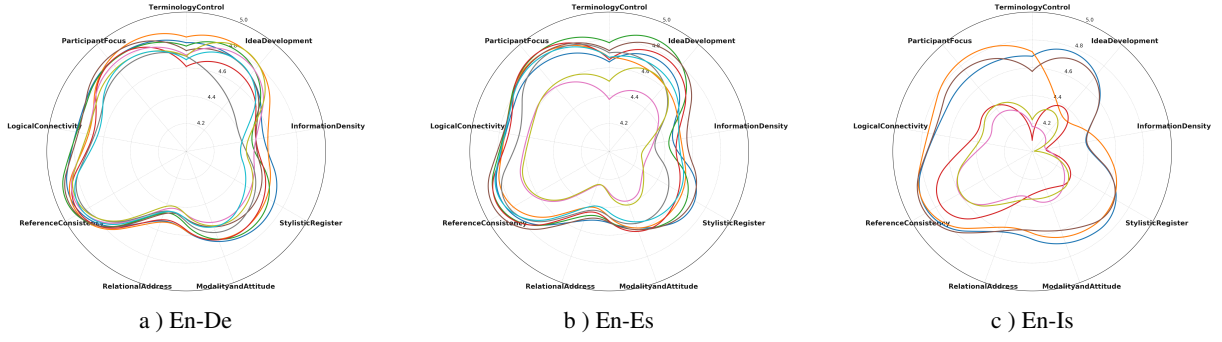 TerminologyControl
5.0
ParticipantFocus
IdeaDevelopment
4.8
4.6
4.4
4.2
LogicalConnectivity
InformationDensity
ReferenceConsistency
StylisticRegister
RelationalAddress
ModalityandAttitude
a ) En-De
TerminologyControl
5.0
ParticipantFocus
IdeaDevelopment
4.8
4.6
4.4
4.2
LogicalConnectivity
InformationDensity
ReferenceConsistency
StylisticRegister
RelationalAddress
ModalityandAttitude
b ) En-Es
TerminologyControl
5.0
ParticipantFocus
IdeaDevelopment
4.8
4.6
4.4
4.2
LogicalConnectivity
InformationDensity
ReferenceConsistency
StylisticRegister
RelationalAddress
ModalityandAttitude
c ) En-Is